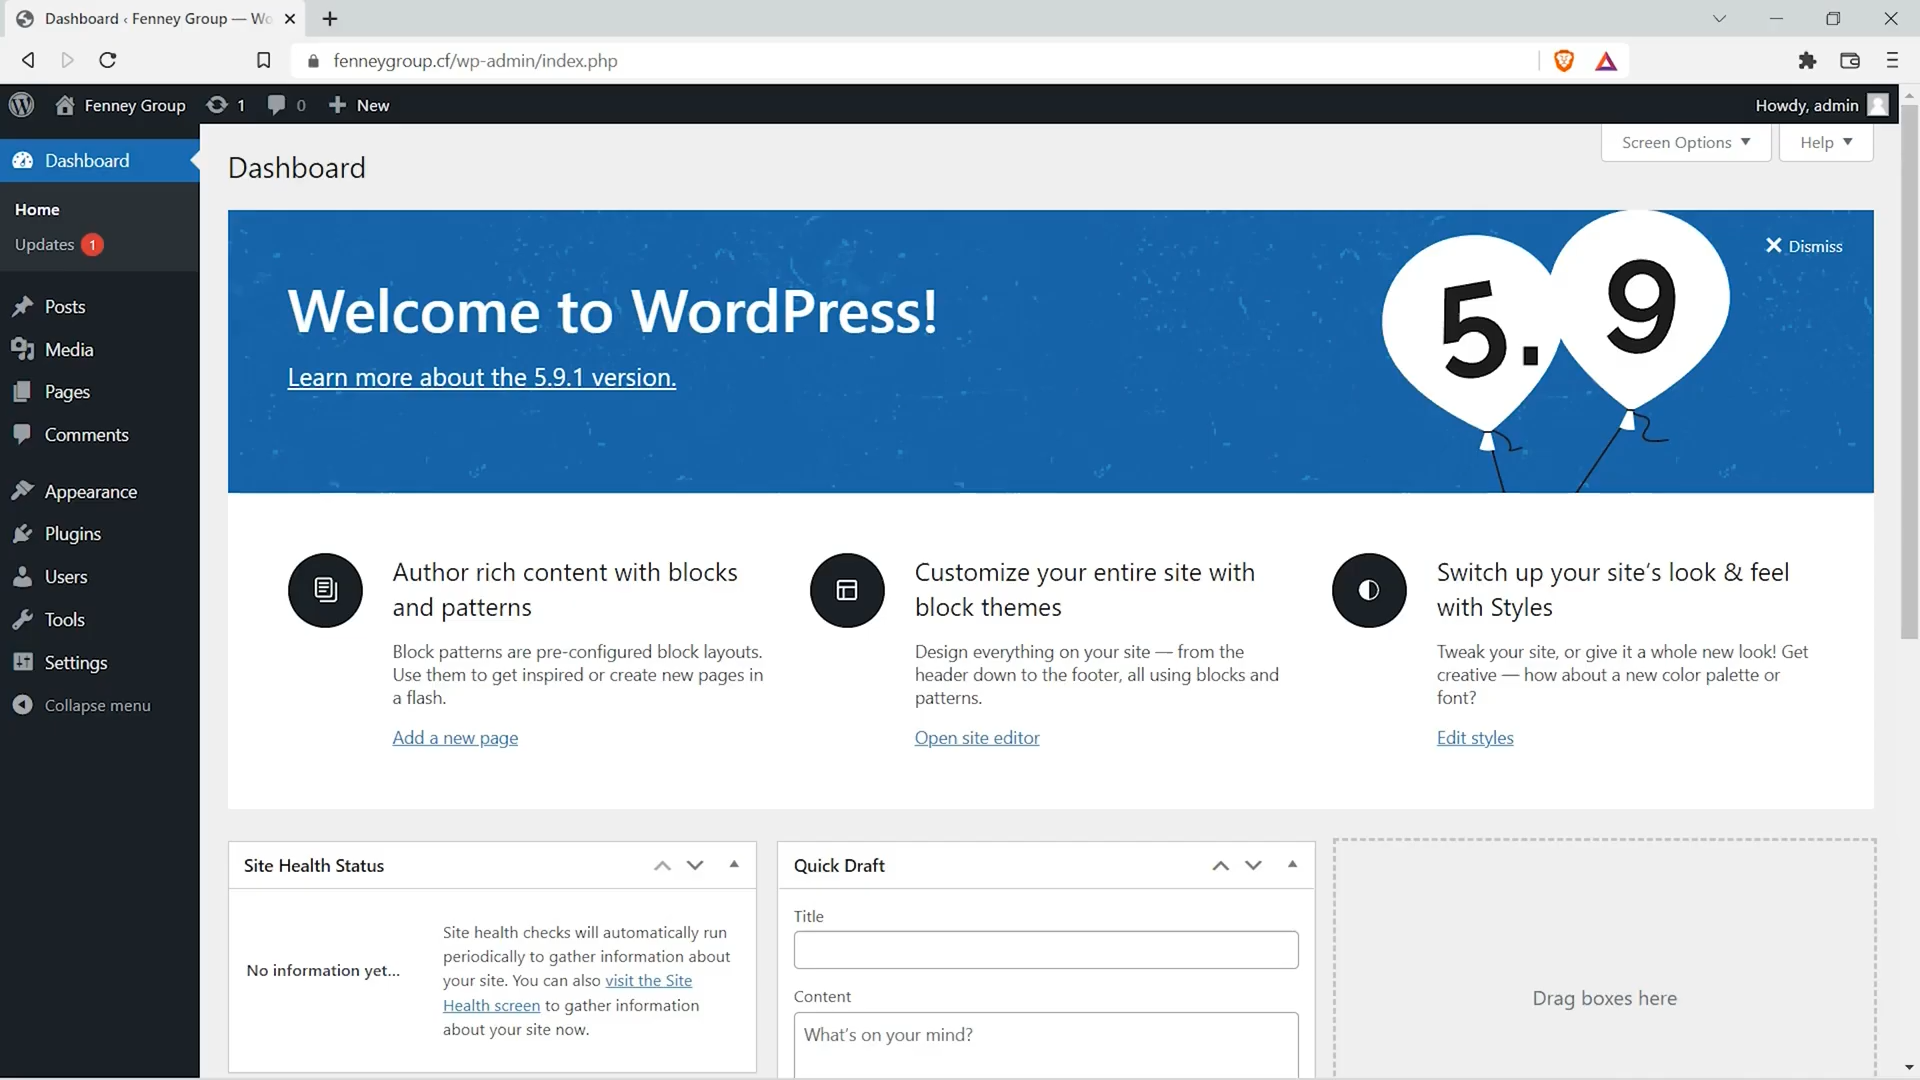 Dashboard ‹ Fenney Group — Wo
fenneygroup.cf/wp-admin/index.php
Fenney Group 1 0 New Howdy, admin
Screen Options Help
Dashboard
Home
Updates 1
Posts
Media
Pages
Comments
Appearance
Plugins
Users
Tools
Settings
Collapse menu
Dashboard
Dismiss
Welcome to WordPress!
Learn more about the 5.9.1 version.
5.9
Author rich content with blocks
and patterns
Block patterns are pre-configured block layouts.
Use them to get inspired or create new pages in
a flash.
Add a new page
Customize your entire site with
block themes
Design everything on your site — from the
header down to the footer, all using blocks and
patterns.
Open site editor
Switch up your site’s look & feel
with Styles
Tweak your site, or give it a whole new look! Get
creative — how about a new color palette or
font?
Edit styles
Site Health Status
No information yet…
Site health checks will automatically run
periodically to gather information about
your site. You can also visit the Site
Health screen to gather information
about your site now.
Quick Draft
Title
Content
What’s on your mind?
Drag boxes here